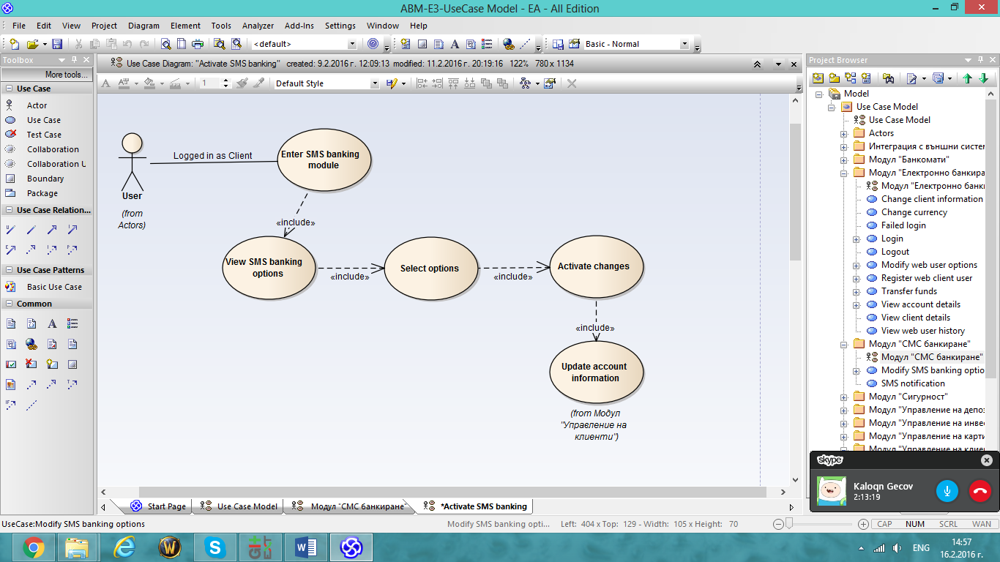 ABM-E3-UseCase Model - EA - All Edition
File Edit View Project Diagram Element Tools Analyzer Add-Ins Settings Window Help
<default>
Basic - Normal
Toolbox
More tools...
Use Case
Actor
Use Case
Test Case
Collaboration
Collaboration U
Boundary
Package
Use Case Relation...
Use Case Patterns
Basic Use Case
Common
Use Case Diagram: "Activate SMS banking" created: 9.2.2016 г. 12:09:13 modified: 11.2.2016 г. 20:19:16 122% 780 x 1134
1
Default Style
Logged in as Client
Enter SMS banking
module
User
(from
Actors)
«include»
View SMS banking
options
«include»
Select options
«include»
Activate changes
«include»
Update account
information
(from Модул
"Управление на
клиенти")
Start Page
Use Case Model
Модул "СМС банкиране"
*Activate SMS banking
Project Browser
Model
Use Case Model
Use Case Model
Actors
Интеграция с външни систем
Модул "Банкомати"
Модул "Електронно банкира
Модул "Електронно банки
Change client information
Change currency
Failed login
Login
Logout
Modify web user options
Register web client user
Transfer funds
View account details
View client details
View web user history
Модул "СМС банкиране"
Модул "СМС банкиране"
Modify SMS banking optio
SMS notification
Модул "Сигурност"
Модул "Управление на депоз
Модул "Управление на инвес
Модул "Управление на карти
Модул "Управление на клиен
skype
Kaloqn Gecov
2:13:19
UseCase:Modify SMS banking options
Modify SMS banking opti... Left: 404 x Top: 129 - Width: 105 x Height: 70
CAP NUM SCRL WAN
ENG
14:57
16.2.2016 г.